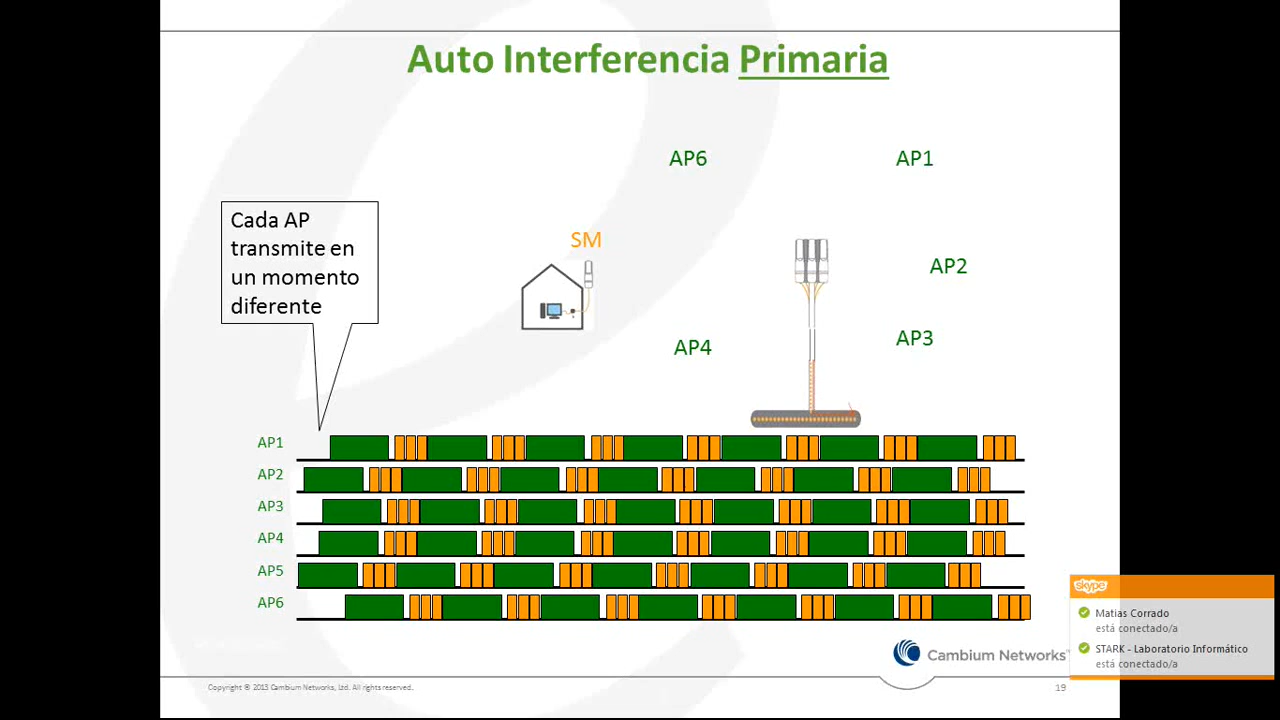 Auto Interferencia Primaria
AP6
AP1
Cada AP
transmite en
un momento
diferente
SM
AP2
AP4
AP3
AP1
AP2
AP3
AP4
AP5
AP6
skype
Matias Corrado
está conectado/a
STARK - Laboratorio Informático
está conectado/a
Cambium Networks
Copyright © 2013 Cambium Networks, Ltd. All rights reserved.
19